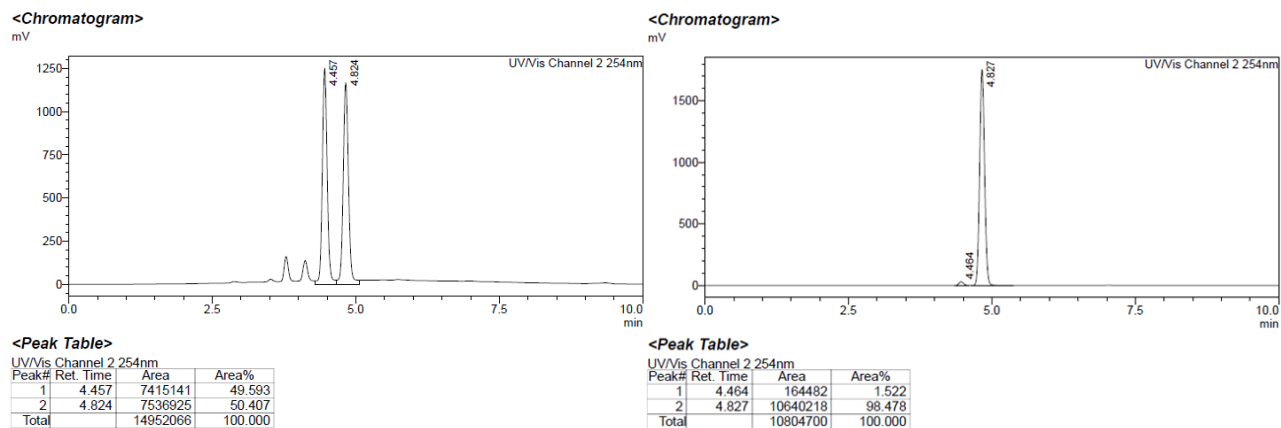 <Chromatogram>
mV
UV/Vis Channel 2 254nm
4.457
4.824
1250
1000
750
500
250
0
0.0 2.5 5.0 7.5 10.0
min
<Peak Table>
UV/Vis Channel 2 254nm
Peak# Ret. Time Area Area%
1 4.457 7415141 49.593
2 4.824 7536925 50.407
Total 14952066 100.000
<Chromatogram>
mV
UV/Vis Channel 2 254nm
4.464
4.827
1500
1000
500
0
0.0 2.5 5.0 7.5 10.0
min
<Peak Table>
UV/Vis Channel 2 254nm
Peak# Ret. Time Area Area%
1 4.464 164482 1.522
2 4.827 10640218 98.478
Total 10804700 100.000